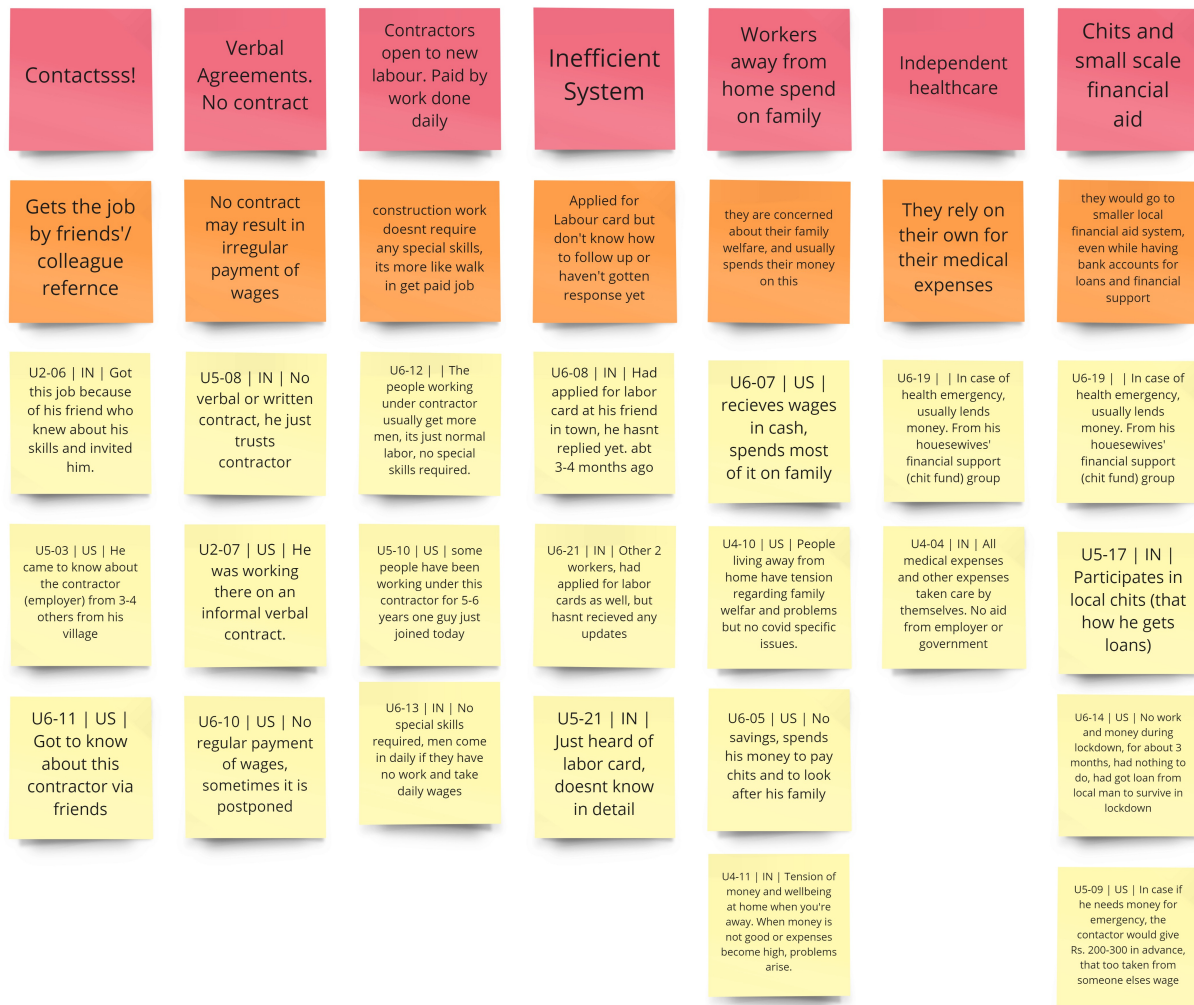 Contactsss!
Verbal
Agreements.
No contract
Contractors
open to new
labour. Paid by
work done
daily
Inefficient
System
Workers
away from
home spend
on family
Independent
healthcare
Chits and
small scale
financial
aid
Gets the job
by friends'/
colleague
refernce
No contract
may result in
irregular
payment of
wages
construction work
doesnt require
any special skills,
its more like walk
in get paid job
Applied for
Labour card but
don't know how
to follow up or
haven't gotten
response yet
they are concerned
about their family
welfare, and usually
spends their money
on this
They rely on
their own for
their medical
expenses
they would go to
smaller local
financial aid system,
even while having
bank accounts for
loans and financial
support
U2-06 | IN | Got
this job because
of his friend who
knew about his
skills and invited
him.
U5-08 | IN | No
verbal or written
contract, he just
trusts
contractor
U6-12 | | The
people working
under contractor
usually get more
men, its just normal
labor, no special
skills required.
U6-08 | IN | Had
applied for labor
card at his friend
in town, he hasnt
replied yet. abt
3-4 months ago
U6-07 | US |
recieves wages
in cash,
spends most
of it on family
U6-19 | | In case of
health emergency,
usually lends
money. From his
housewives'
financial support
(chit fund) group
U6-19 | | In case of
health emergency,
usually lends
money. From his
housewives'
financial support
(chit fund) group
U5-03 | US | He
came to know about
the contractor
(employer) from 3-4
others from his
village
U2-07 | US | He
was working
there on an
informal verbal
contract.
U5-10 | US | some
people have been
working under this
contractor for 5-6
years one guy just
joined today
U6-21 | IN | Other 2
workers, had
applied for labor
cards as well, but
hasnt recieved any
updates
U4-10 | US | People
living away from
home have tension
regarding family
welfar and problems
but no covid specific
issues.
U4-04 | IN | All
medical expenses
and other expenses
taken care by
themselves. No aid
from employer or
government
U5-17 | IN |
Participates in
local chits (that
how he gets
loans)
U6-11 | US |
Got to know
about this
contractor via
friends
U6-10 | US | No
regular payment
of wages,
sometimes it is
postponed
U6-13 | IN | No
special skills
required, men come
in daily if they have
no work and take
daily wages
U5-21 | IN |
Just heard of
labor card,
doesnt know
in detail
U6-05 | US | No
savings, spends
his money to pay
chits and to look
after his family
U6-14 | US | No work
and money during
lockdown, for about 3
months, had nothing to
do, had got loan from
local man to survive in
lockdown
U4-11 | IN | Tension of
money and wellbeing
at home when you're
away. When money is
not good or expenses
become high, problems
arise.
U5-09 | US | In case if
he needs money for
emergency, the
contactor would give
Rs. 200-300 in advance,
that too taken from
someone elses wage